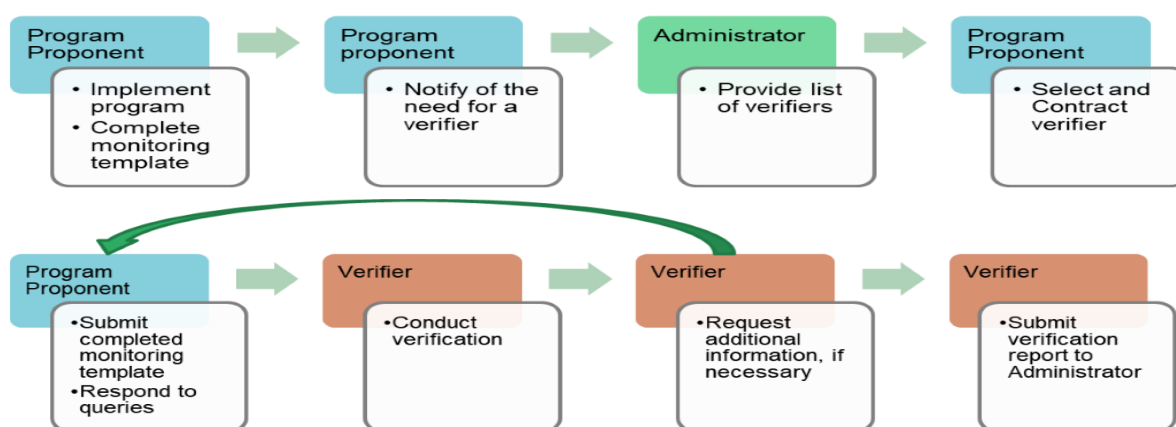 Program
Proponent
• Implement
program
• Complete
monitoring
template
Program
proponent
• Notify of the
need for a
verifier
Administrator
• Provide list
of verifiers
Program
Proponent
• Select and
Contract
verifier
Program
Proponent
•Submit
completed
monitoring
template
•Respond to
queries
Verifier
•Conduct
verification
Verifier
•Request
additional
information, if
necessary
Verifier
•Submit
verification
report to
Administrator